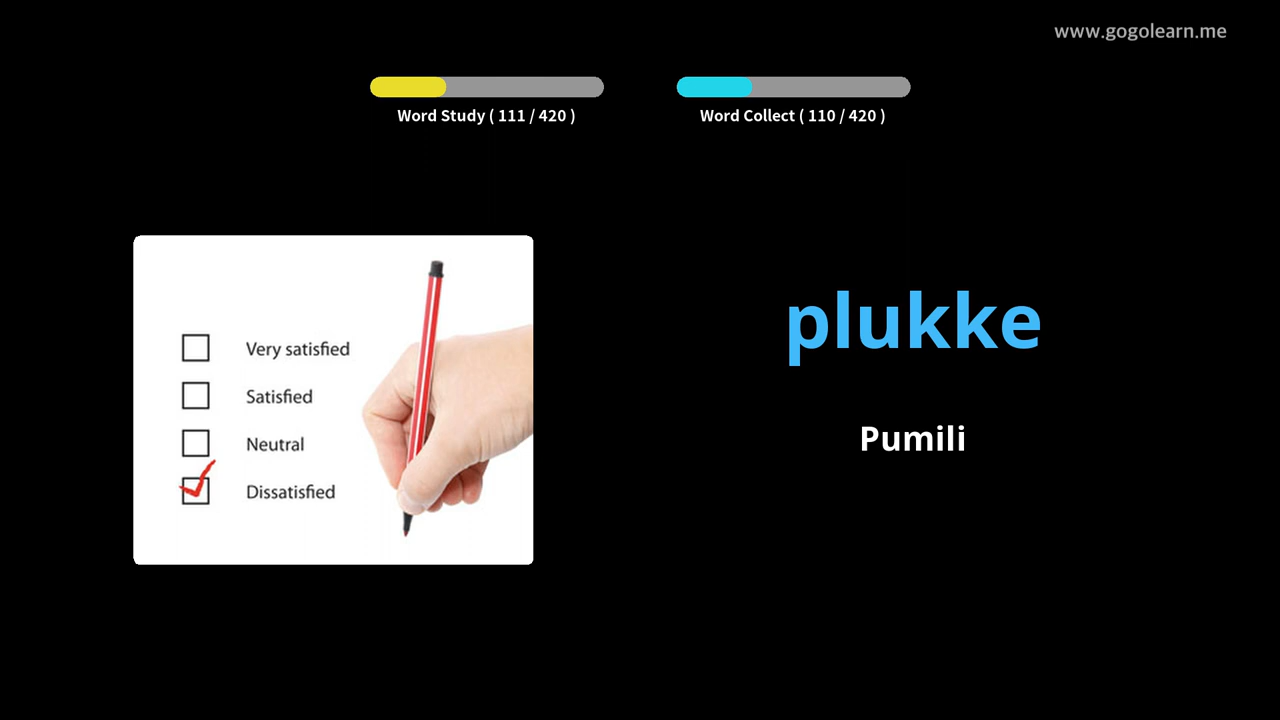 www.gogolearn.me
Word Study ( 111 / 420 )
Word Collect ( 110 / 420 )
Very satisfied
Satisfied
Neutral
Dissatisfied
plukke
Pumili